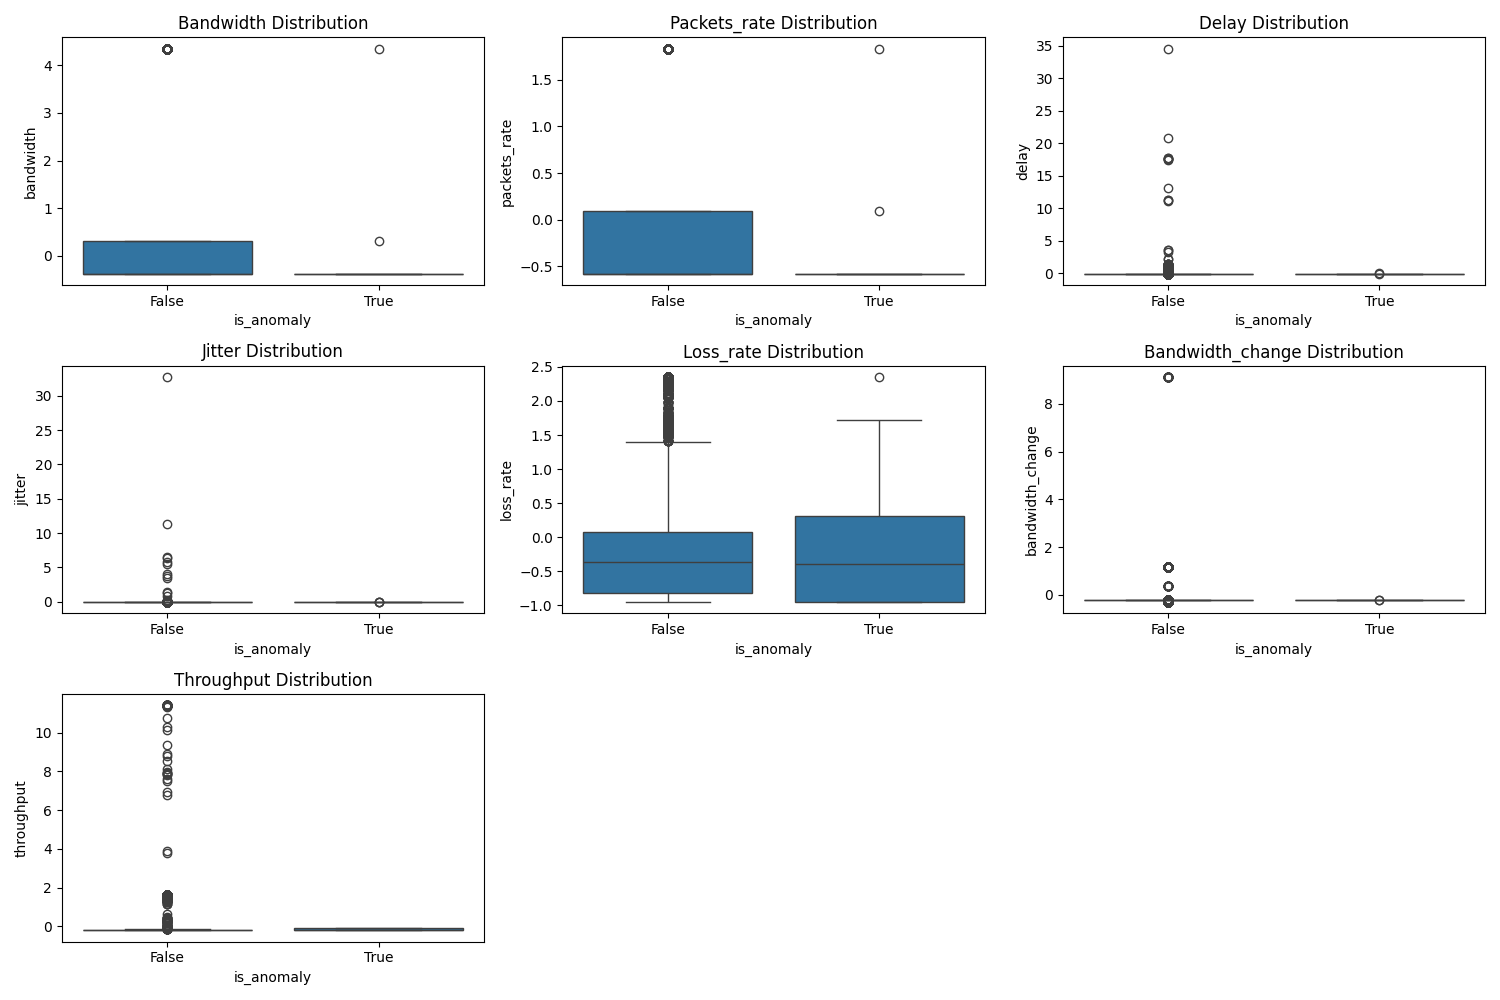 Bandwidth Distribution
4
3
2
1
0
bandwidth
False
True
is_anomaly
Packets_rate Distribution
1.5
1.0
0.5
0.0
−0.5
packets_rate
False
True
is_anomaly
Delay Distribution
35
30
25
20
15
10
5
0
delay
False
True
is_anomaly
Jitter Distribution
30
25
20
15
10
5
0
jitter
False
True
is_anomaly
Loss_rate Distribution
2.5
2.0
1.5
1.0
0.5
0.0
−0.5
−1.0
loss_rate
False
True
is_anomaly
Bandwidth_change Distribution
8
6
4
2
0
bandwidth_change
False
True
is_anomaly
Throughput Distribution
10
8
6
4
2
0
throughput
False
True
is_anomaly